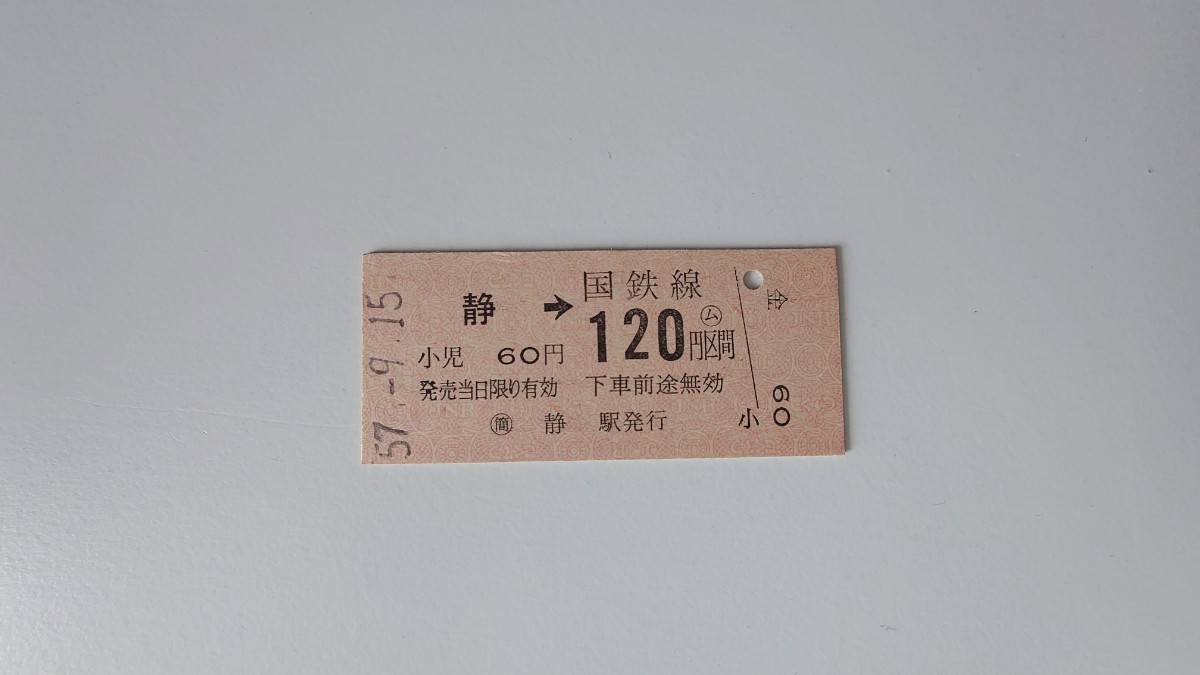 57.-9.15
静 → 国鉄線
㋰ 120円区間
小児 60円
発売当日限り有効 下車前途無効
㋙ 静 駅発行
小 60